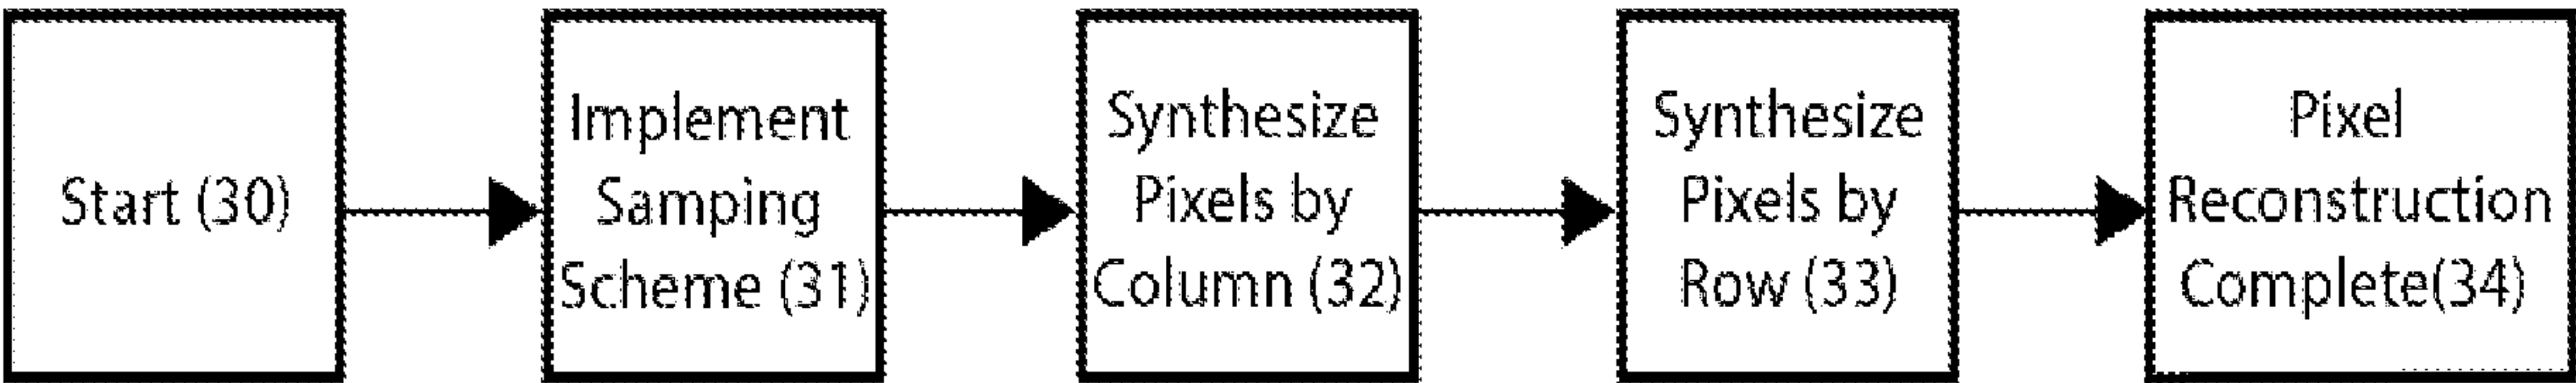 Start (30)
Implement
Samping
Scheme (31)
Synthesize
Pixels by
Column (32)
Synthesize
Pixels by
Row (33)
Pixel
Reconstruction
Complete(34)